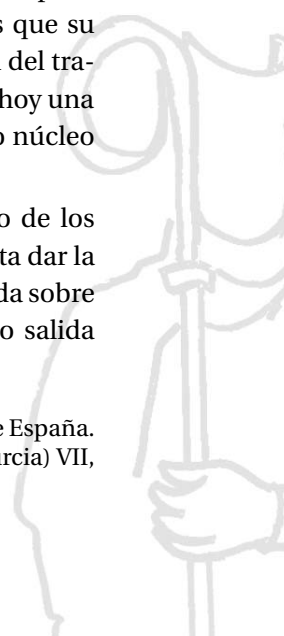 s que su
del tra-
hoy una
o núcleo
o de los
ta dar la
da sobre
o salida
e España.
rcia) VII,